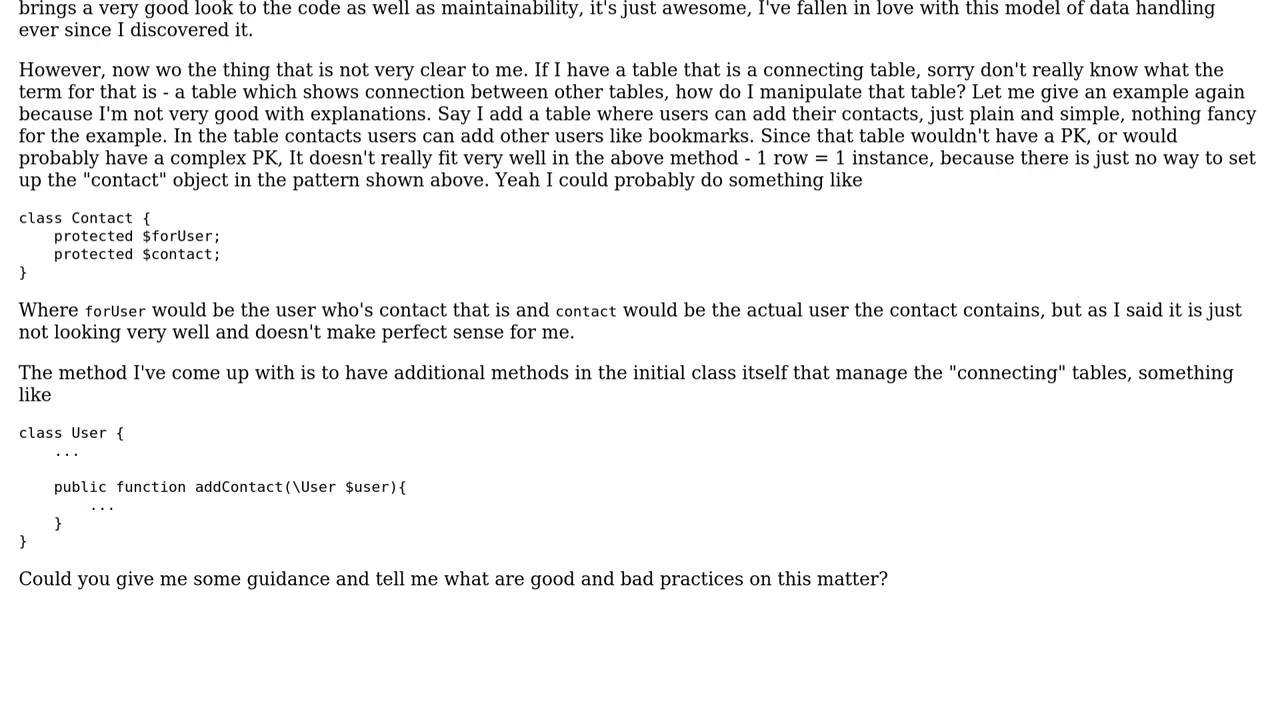 brings a very good look to the code as well as maintainability, it's just awesome, I've fallen in love with this model of data handling
ever since I discovered it.
However, now wo the thing that is not very clear to me. If I have a table that is a connecting table, sorry don't really know what the
term for that is - a table which shows connection between other tables, how do I manipulate that table? Let me give an example again
because I'm not very good with explanations. Say I add a table where users can add their contacts, just plain and simple, nothing fancy
for the example. In the table contacts users can add other users like bookmarks. Since that table wouldn't have a PK, or would
probably have a complex PK, It doesn't really fit very well in the above method - 1 row = 1 instance, because there is just no way to set
up the "contact" object in the pattern shown above. Yeah I could probably do something like
class Contact {
    protected $forUser;
    protected $contact;
}
Where forUser would be the user who's contact that is and contact would be the actual user the contact contains, but as I said it is just
not looking very well and doesn't make perfect sense for me.
The method I've come up with is to have additional methods in the initial class itself that manage the "connecting" tables, something
like
class User {
    ...
    public function addContact(\User $user){
        ...
    }
}
Could you give me some guidance and tell me what are good and bad practices on this matter?